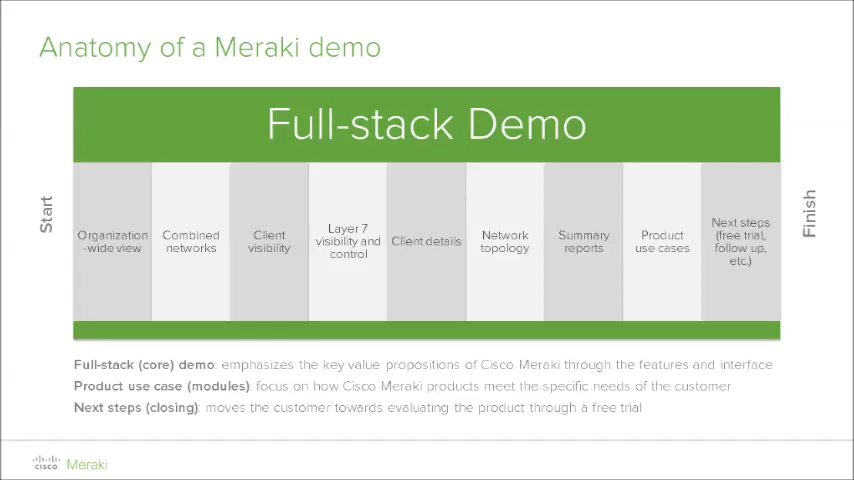 Anatomy of a Meraki demo
Full-stack Demo
Start
Organization
-wide view
Combined
networks
Client
visibility
Layer 7
visibility and
control
Client details
Network
topology
Summary
reports
Product
use cases
Next steps
(free trial,
follow up,
etc.)
Finish
Full-stack (core) demo: emphasizes the key value propositions of Cisco Meraki through the features and interface
Product use case (modules): focus on how Cisco Meraki products meet the specific needs of the customer
Next steps (closing): moves the customer towards evaluating the product through a free trial
CISCO Meraki